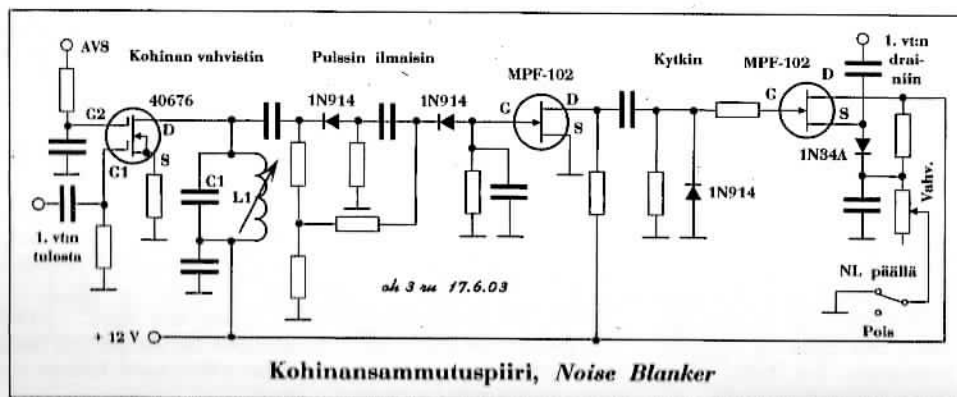 AVS
Kohinan vahvistin
Pulssin ilmaisin
Kytkin
1. vt:n
drai-
niin
MPF-102
MPF-102
40676
1N914
1N914
G2
D
S
G1
G
D
S
G
D
S
1N34A
C1
L1
1N914
Vahv.
1. vt:n
tulosta
oh 3 ru 17.6.03
NL päällä
Pois
+ 12 V
Kohinansammutuspiiri, Noise Blanker